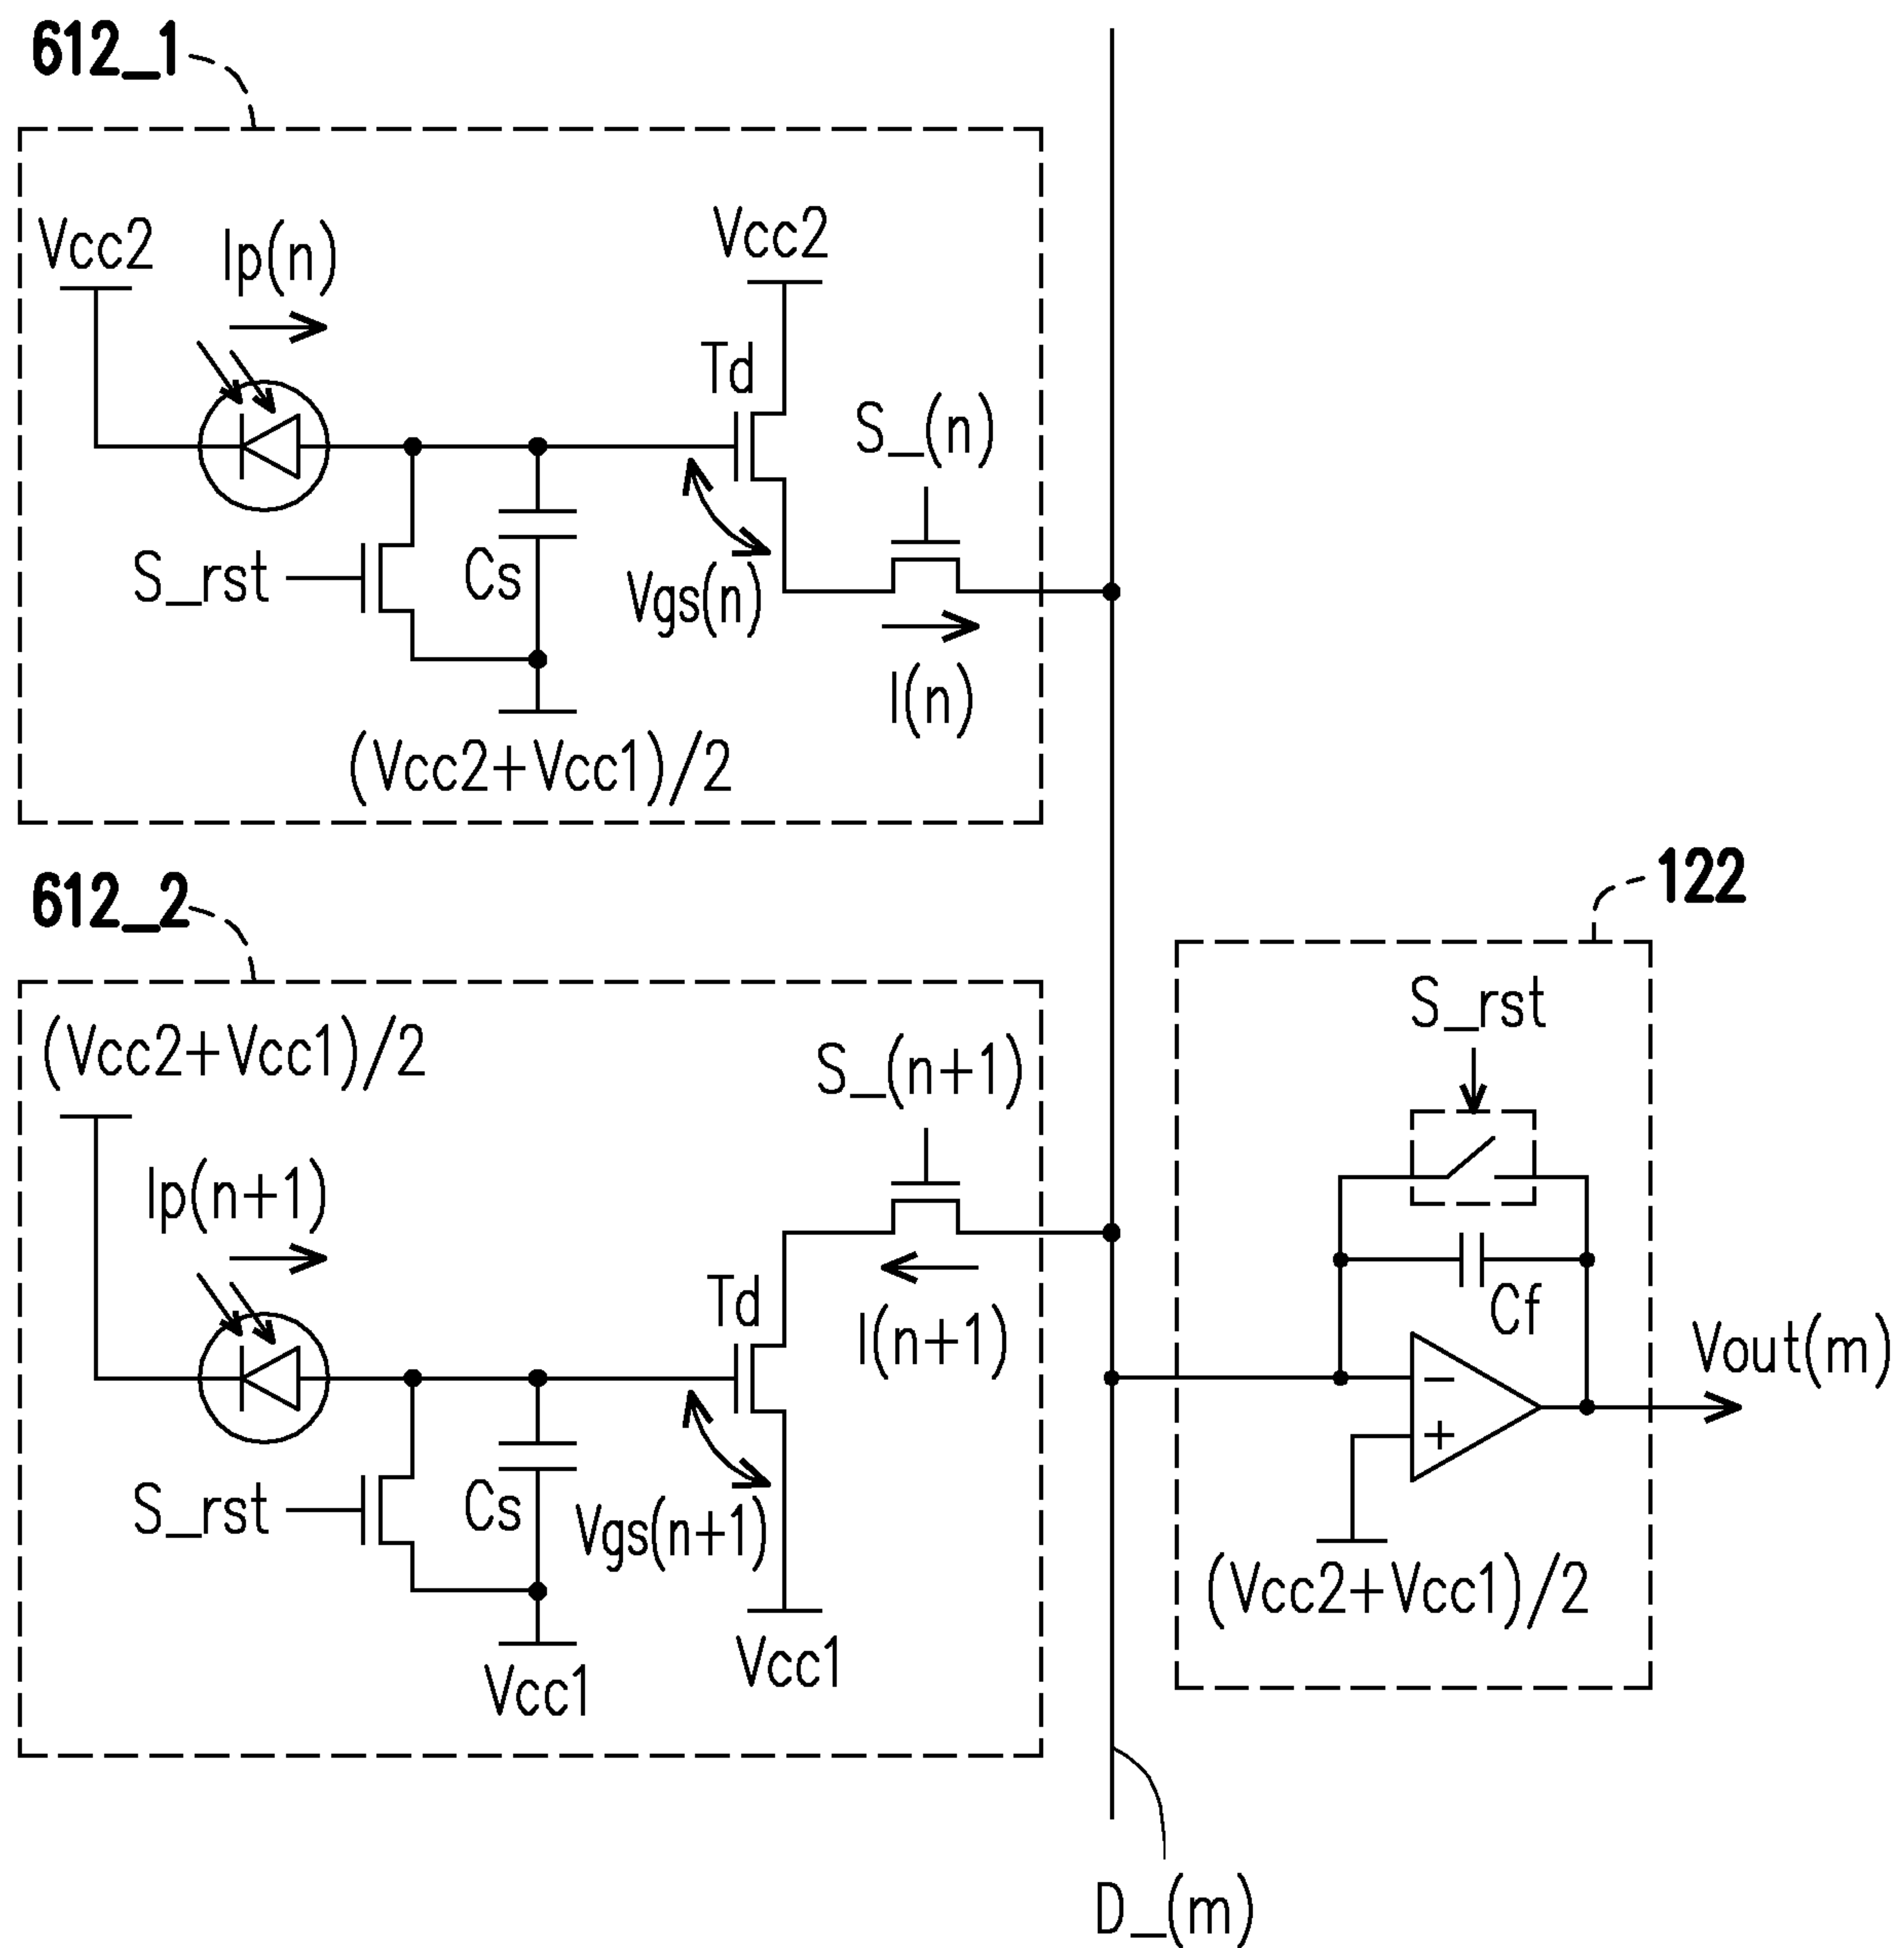 612_1
Vcc2
Ip(n)
Vcc2
Td
S_(n)
S_rst
Cs
Vgs(n)
I(n)
(Vcc2+Vcc1)/2
612_2
122
(Vcc2+Vcc1)/2
S_rst
S_(n+1)
Ip(n+1)
Td
I(n+1)
Cf
Vout(m)
−
+
S_rst
Cs
Vgs(n+1)
(Vcc2+Vcc1)/2
Vcc1
Vcc1
D_(m)